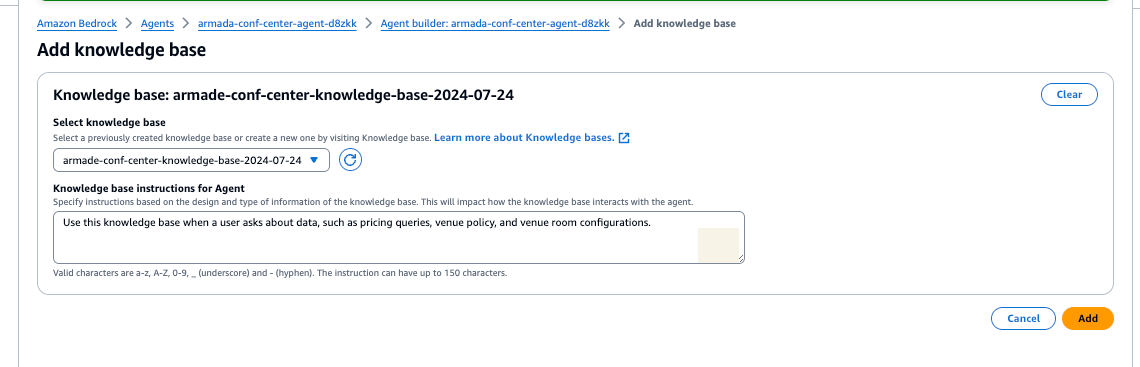 Amazon Bedrock > Agents > armada-conf-center-agent-d8zkk > Agent builder: armada-conf-center-agent-d8zkk > Add knowledge base
Add knowledge base
Knowledge base: armade-conf-center-knowledge-base-2024-07-24
Clear
Select knowledge base
Select a previously created knowledge base or create a new one by visiting Knowledge base. Learn more about Knowledge bases.
armade-conf-center-knowledge-base-2024-07-24
Knowledge base instructions for Agent
Specify instructions based on the design and type of information of the knowledge base. This will impact how the knowledge base interacts with the agent.
Use this knowledge base when a user asks about data, such as pricing queries, venue policy, and venue room configurations.
Valid characters are a-z, A-Z, 0-9, _ (underscore) and - (hyphen). The instruction can have up to 150 characters.
Cancel
Add